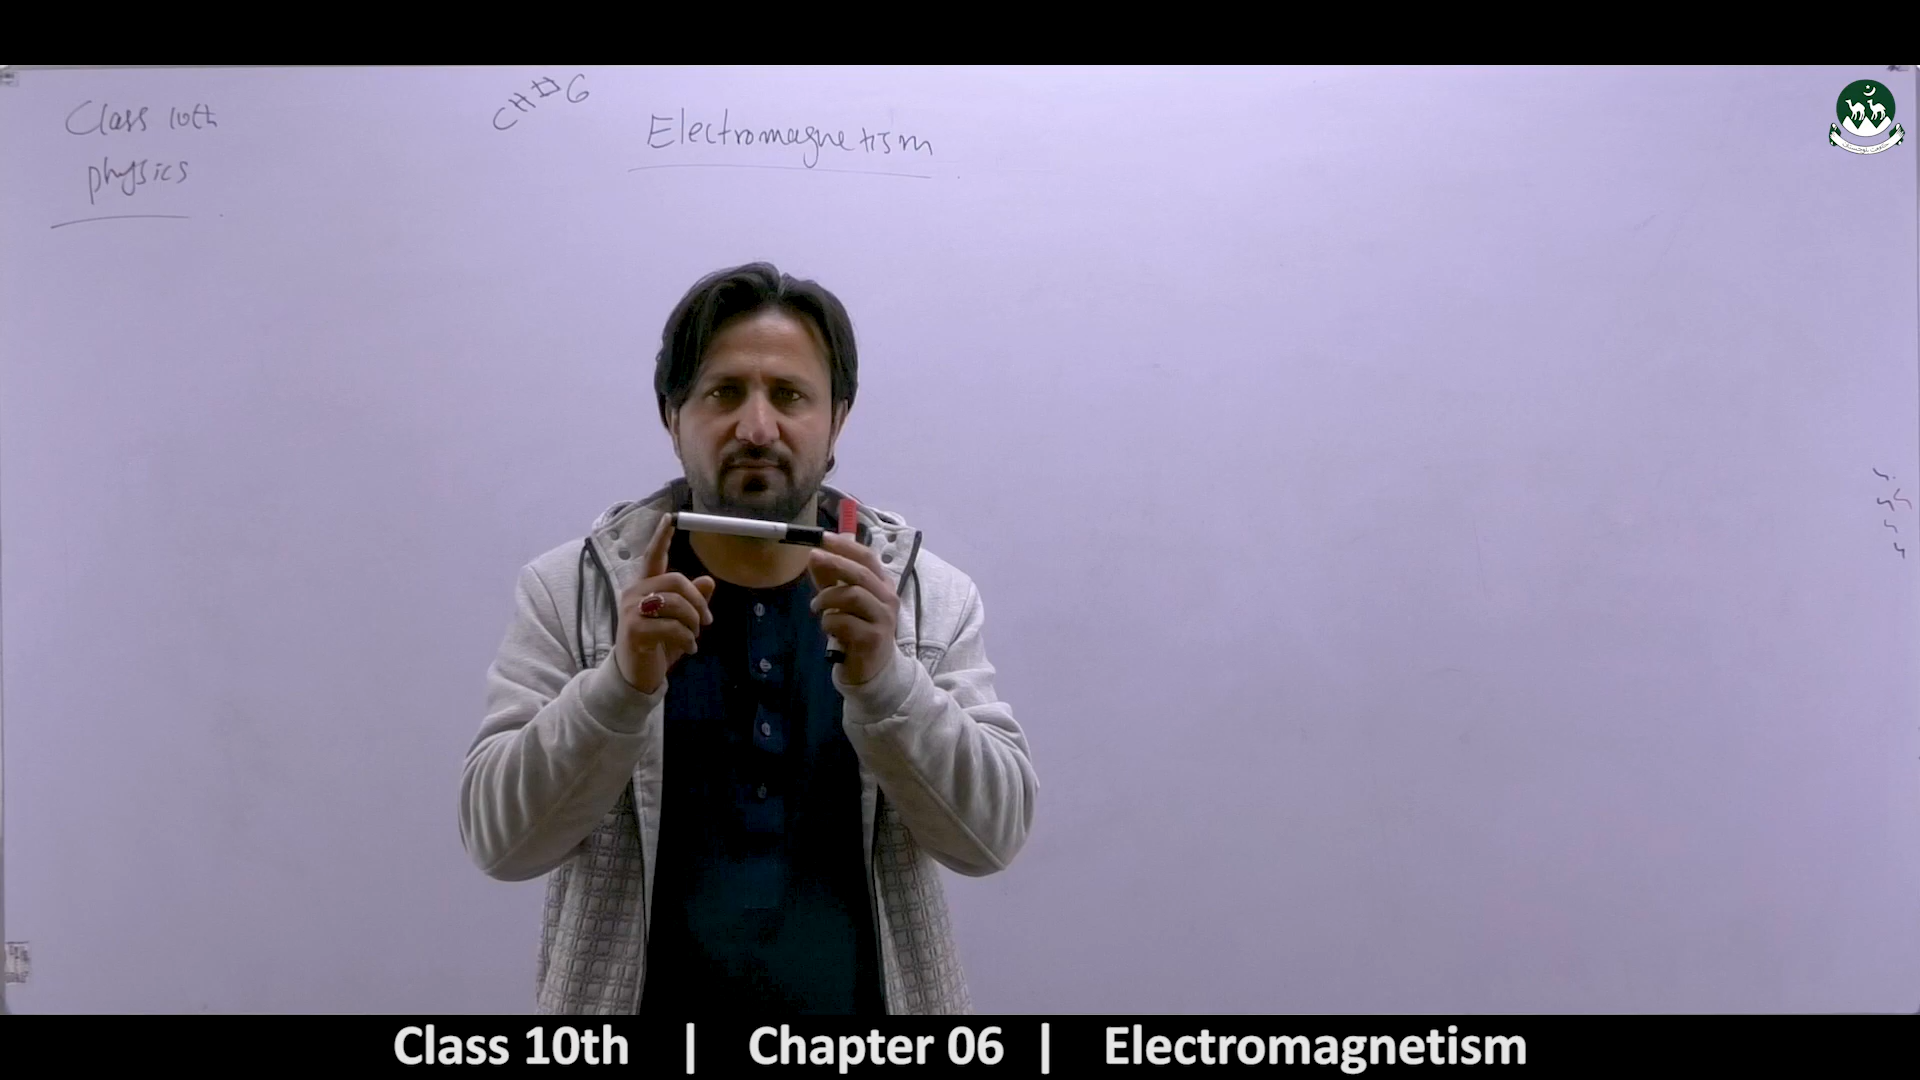 Class 10th
physics
CH#6
Electromagnetism
Class 10th | Chapter 06 | Electromagnetism